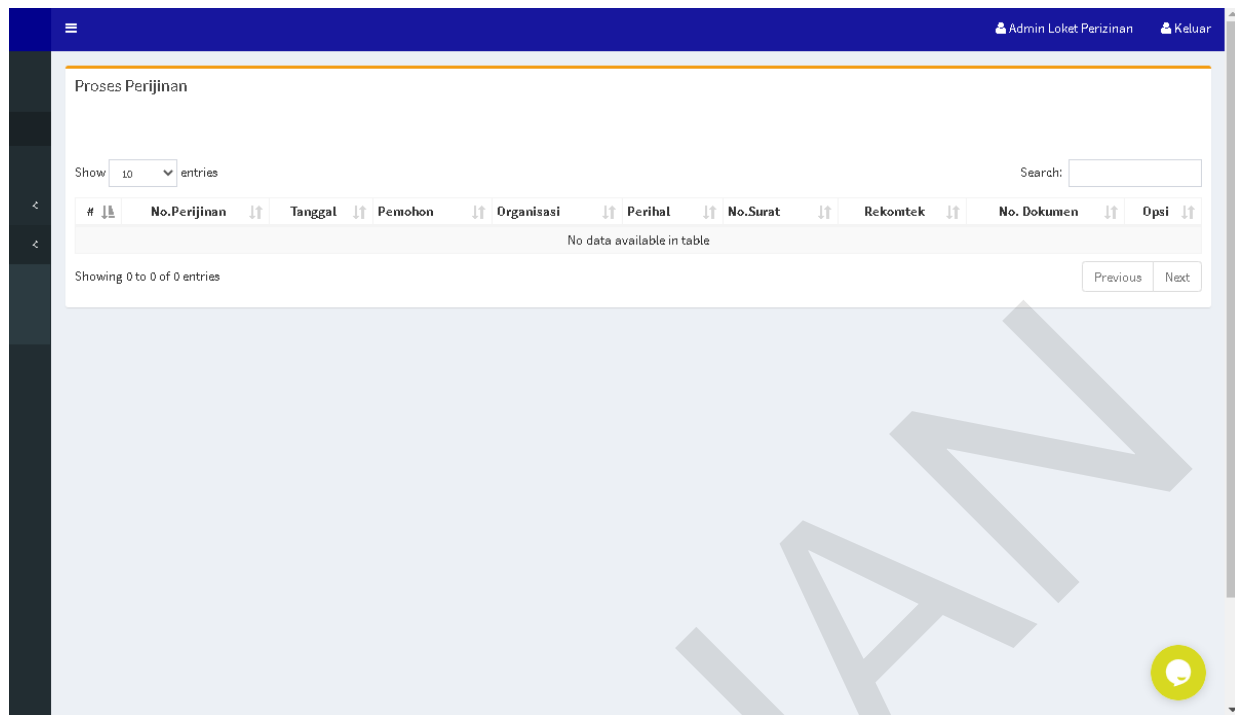 Admin Loket Perizinan Keluar
Proses Perijinan
Show 10 entries Search:
# No.Perijinan Tanggal Pemohon Organisasi Perihal No.Surat Rekomtek No. Dokumen Opsi
No data available in table
Showing 0 to 0 of 0 entries Previous Next